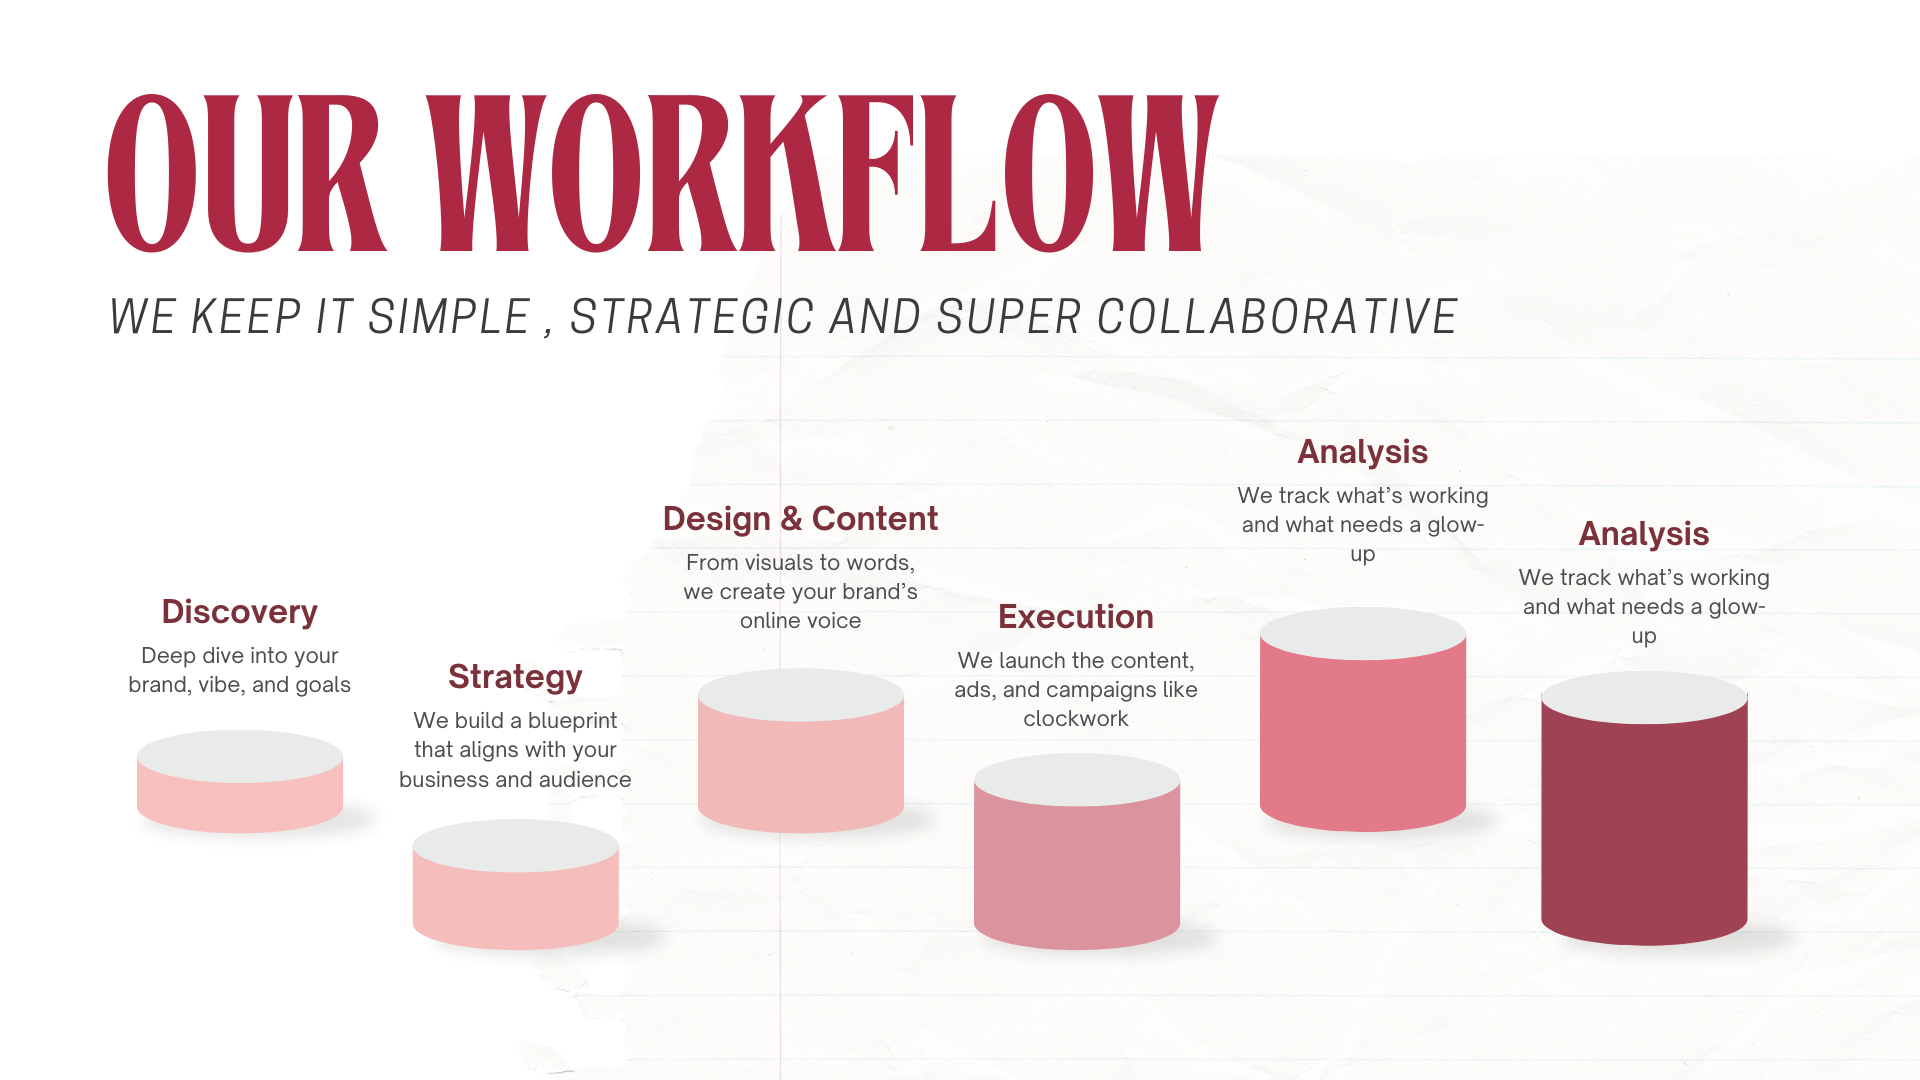 OUR WORKFLOW
WE KEEP IT SIMPLE , STRATEGIC AND SUPER COLLABORATIVE
Discovery
Deep dive into your
brand, vibe, and goals
Strategy
We build a blueprint
that aligns with your
business and audience
Design & Content
From visuals to words,
we create your brand’s
online voice
Execution
We launch the content,
ads, and campaigns like
clockwork
Analysis
We track what’s working
and what needs a glow-
up
Analysis
We track what’s working
and what needs a glow-
up